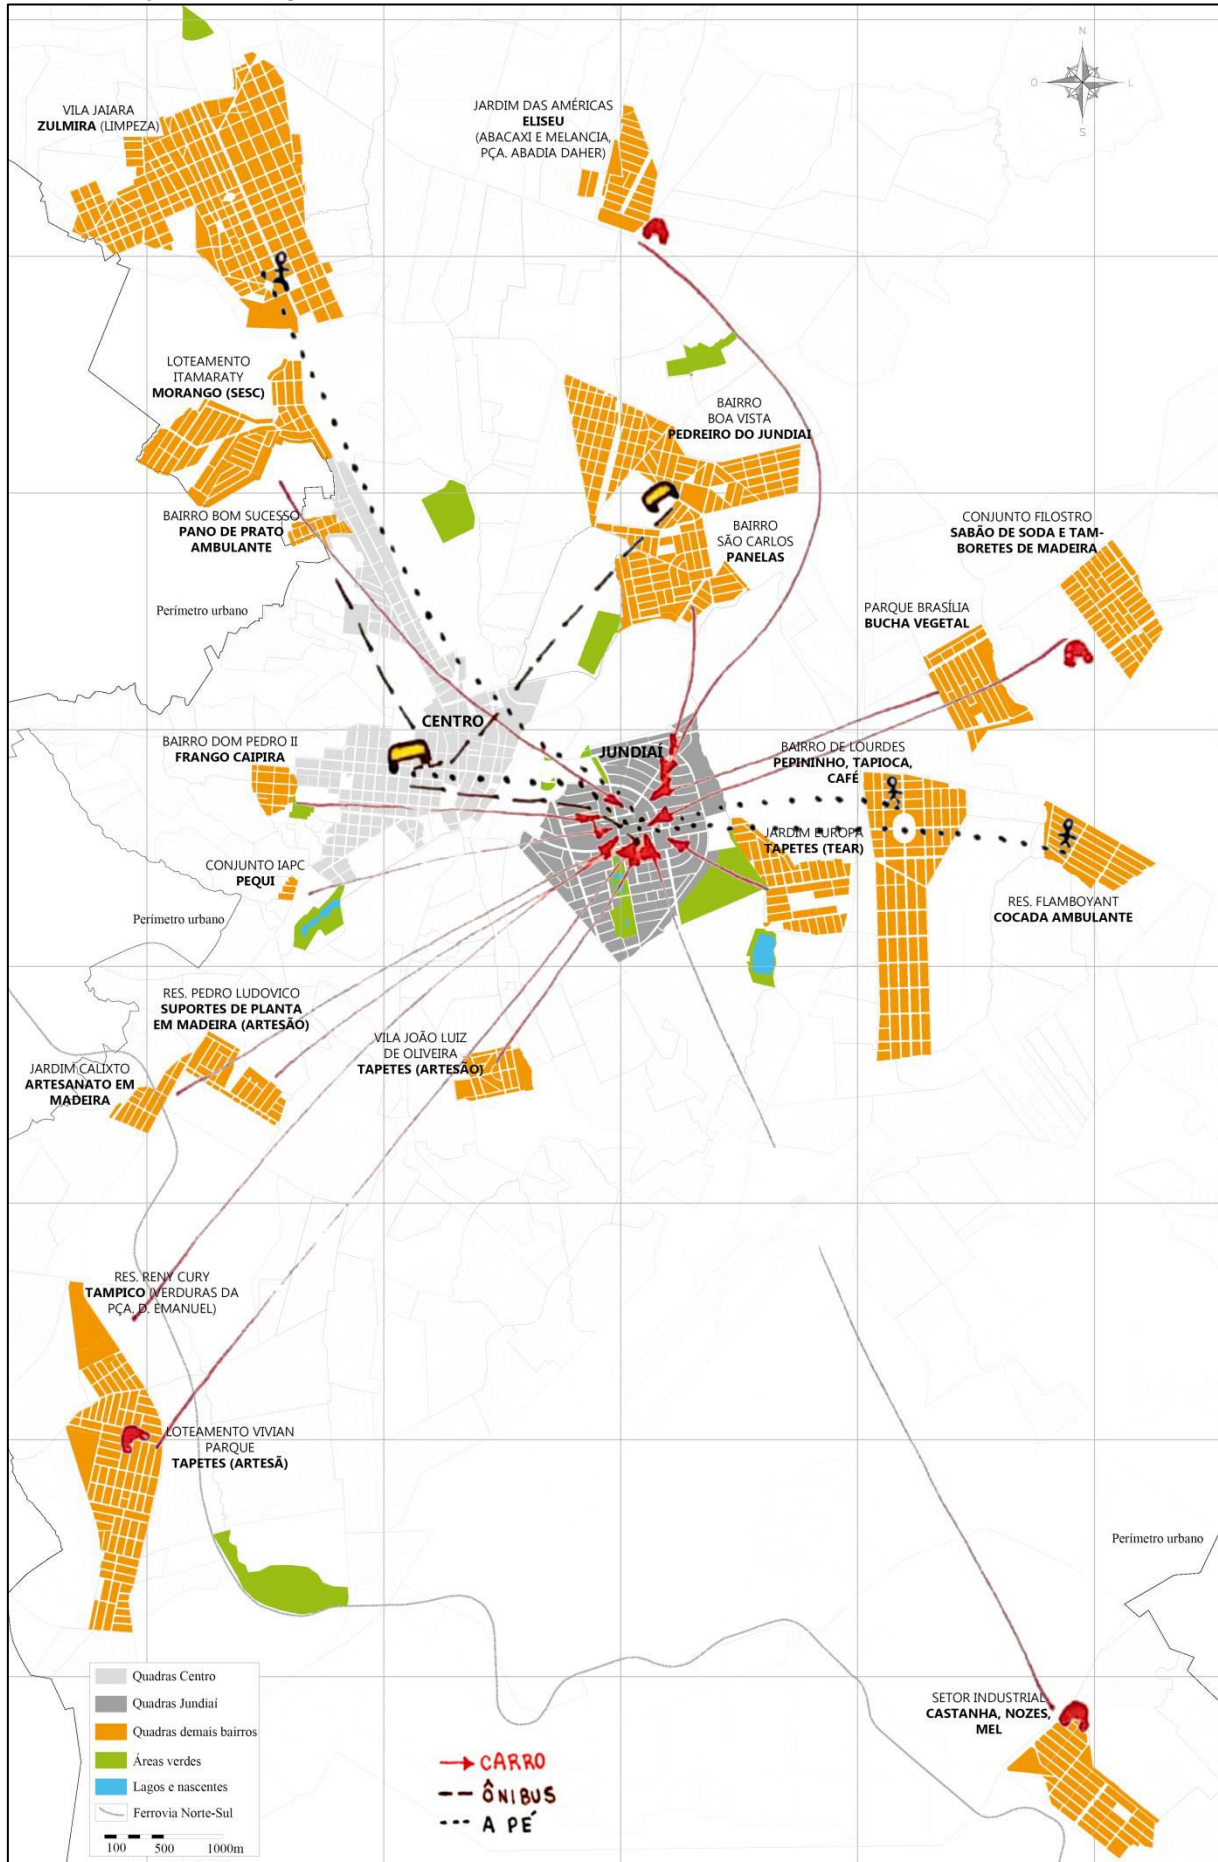 N
O
L
S
VILA JAIARA
ZULMIRA (LIMPEZA)
JARDIM DAS AMÉRICAS
ELISEU
(ABACAXI E MELANCIA,
PÇA. ABADIA DAHER)
LOTEAMENTO
ITAMARATY
MORANGO (SESC)
BAIRRO
BOA VISTA
PEDREIRO DO JUNDIAI
BAIRRO BOM SUCESSO
PANO DE PRATO
AMBULANTE
BAIRRO
SÃO CARLOS
PANELAS
CONJUNTO FILOSTRO
SABÃO DE SODA E TAM-
BORETES DE MADEIRA
Perímetro urbano
PARQUE BRASÍLIA
BUCHA VEGETAL
CENTRO
BAIRRO DOM PEDRO II
FRANGO CAIPIRA
JUNDIAÍ
BAIRRO DE LOURDES
PEPININHO, TAPIOCA,
CAFÉ
JARDIM EUROPA
TAPETES (TEAR)
CONJUNTO IAPC
PEQUI
RES. FLAMBOYANT
COCADA AMBULANTE
Perímetro urbano
RES. PEDRO LUDOVICO
SUPORTES DE PLANTA
EM MADEIRA (ARTESÃO)
VILA JOÃO LUIZ
DE OLIVEIRA
TAPETES (ARTESÃO)
JARDIM CALIXTO
ARTESANATO EM
MADEIRA
RES. RENY CURY
TAMPICO (VERDURAS DA
PÇA. D. EMANUEL)
LOTEAMENTO VIVIAN
PARQUE
TAPETES (ARTESÃ)
Perímetro urbano
SETOR INDUSTRIAL
CASTANHA, NOZES,
MEL
Quadras Centro
Quadras Jundiaí
Quadras demais bairros
Áreas verdes
Lagos e nascentes
Ferrovia Norte-Sul
100 500 1000m
CARRO
ÔNIBUS
A PÉ